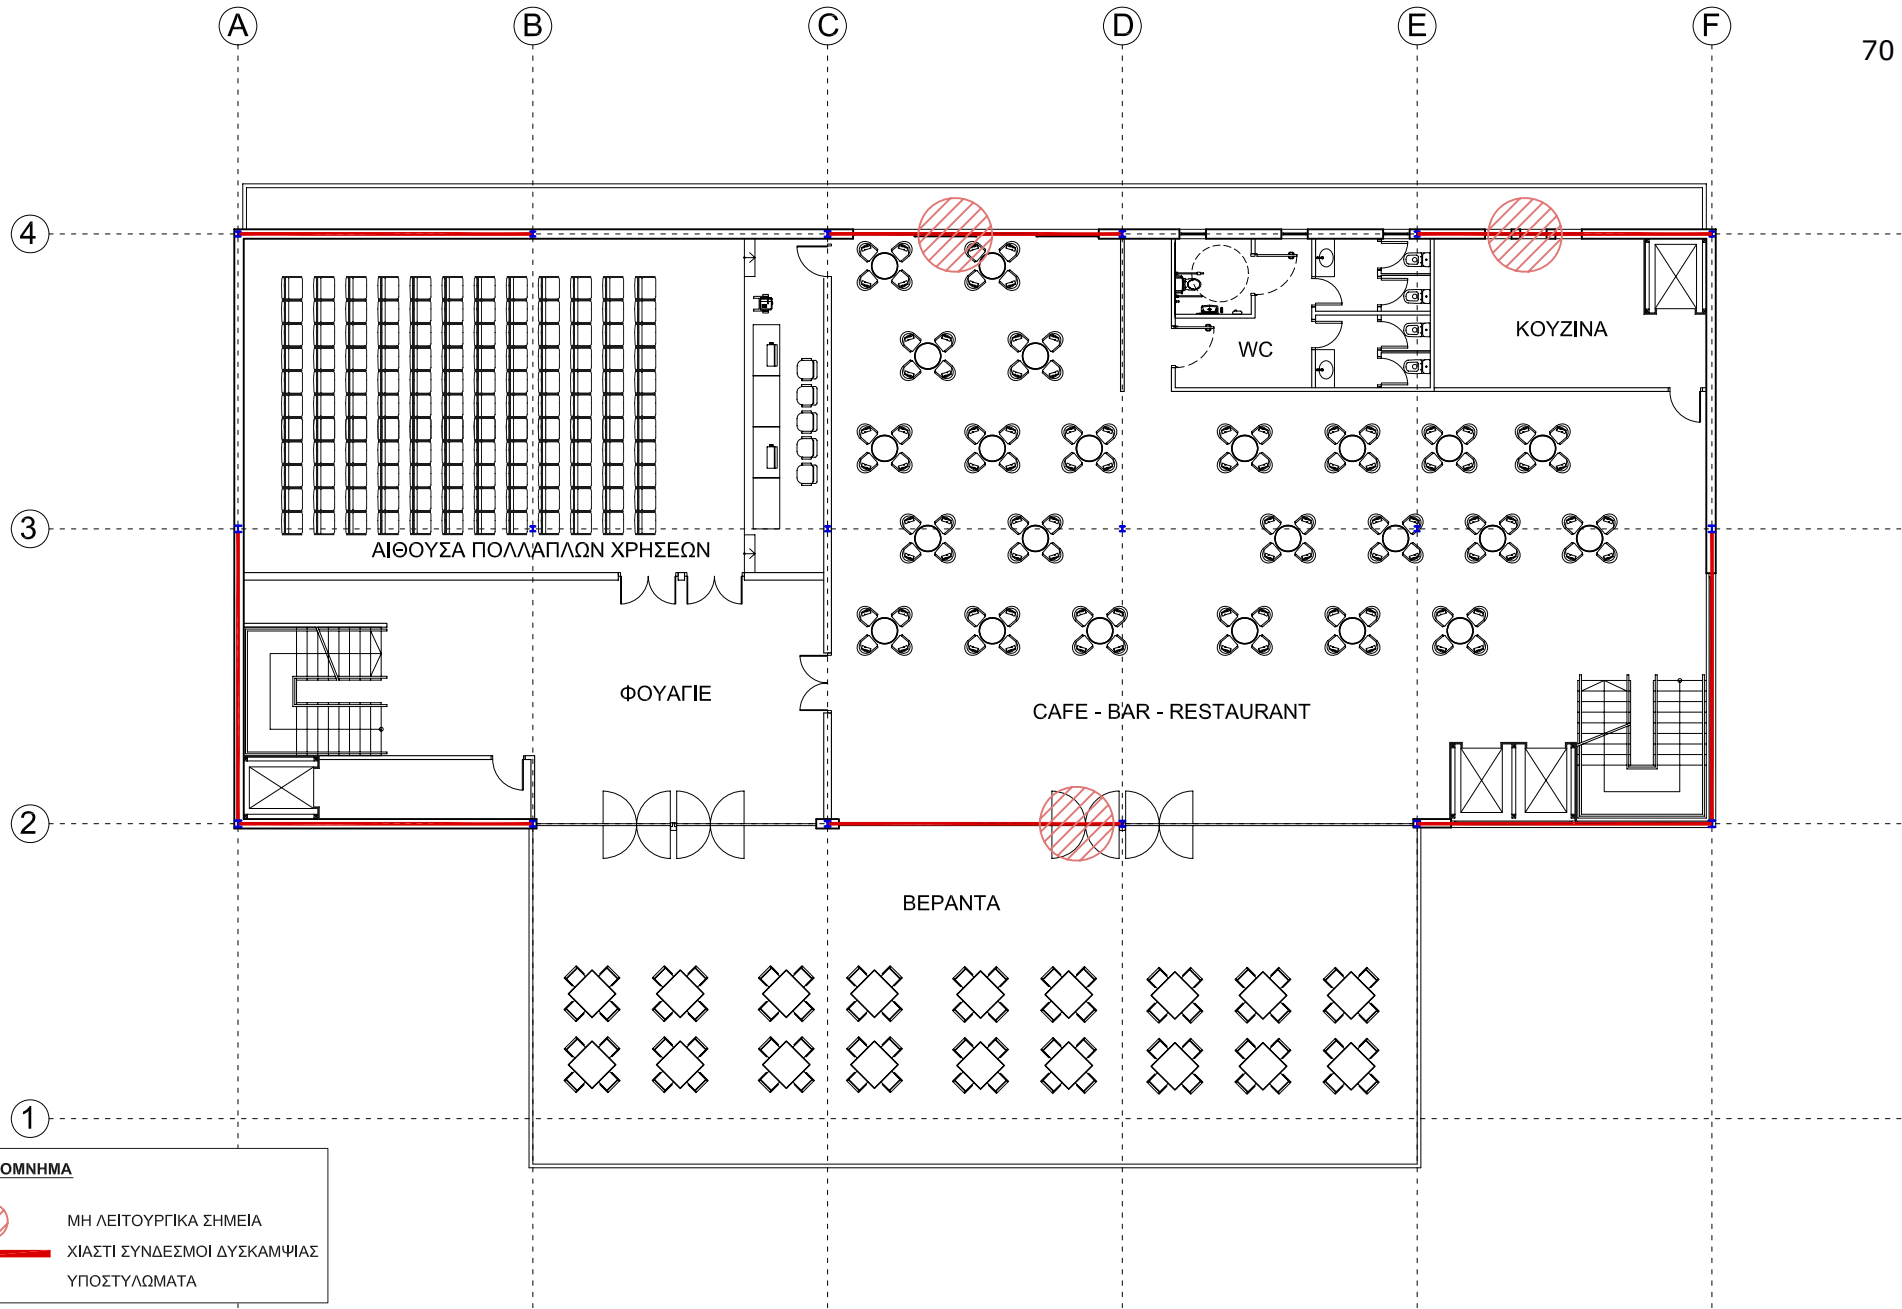 A B C D E F
70
4
ΚΟΥΖΙΝΑ
WC
3
ΑΙΘΟΥΣΑ ΠΟΛΛΑΠΛΩΝ ΧΡΗΣΕΩΝ
ΦΟΥΑΓΙΕ
CAFE - BAR - RESTAURANT
2
ΒΕΡΑΝΤΑ
1
ΟΜΝΗΜΑ
ΜΗ ΛΕΙΤΟΥΡΓΙΚΑ ΣΗΜΕΙΑ
ΧΙΑΣΤΙ ΣΥΝΔΕΣΜΟΙ ΔΥΣΚΑΜΨΙΑΣ
ΥΠΟΣΤΥΛΩΜΑΤΑ